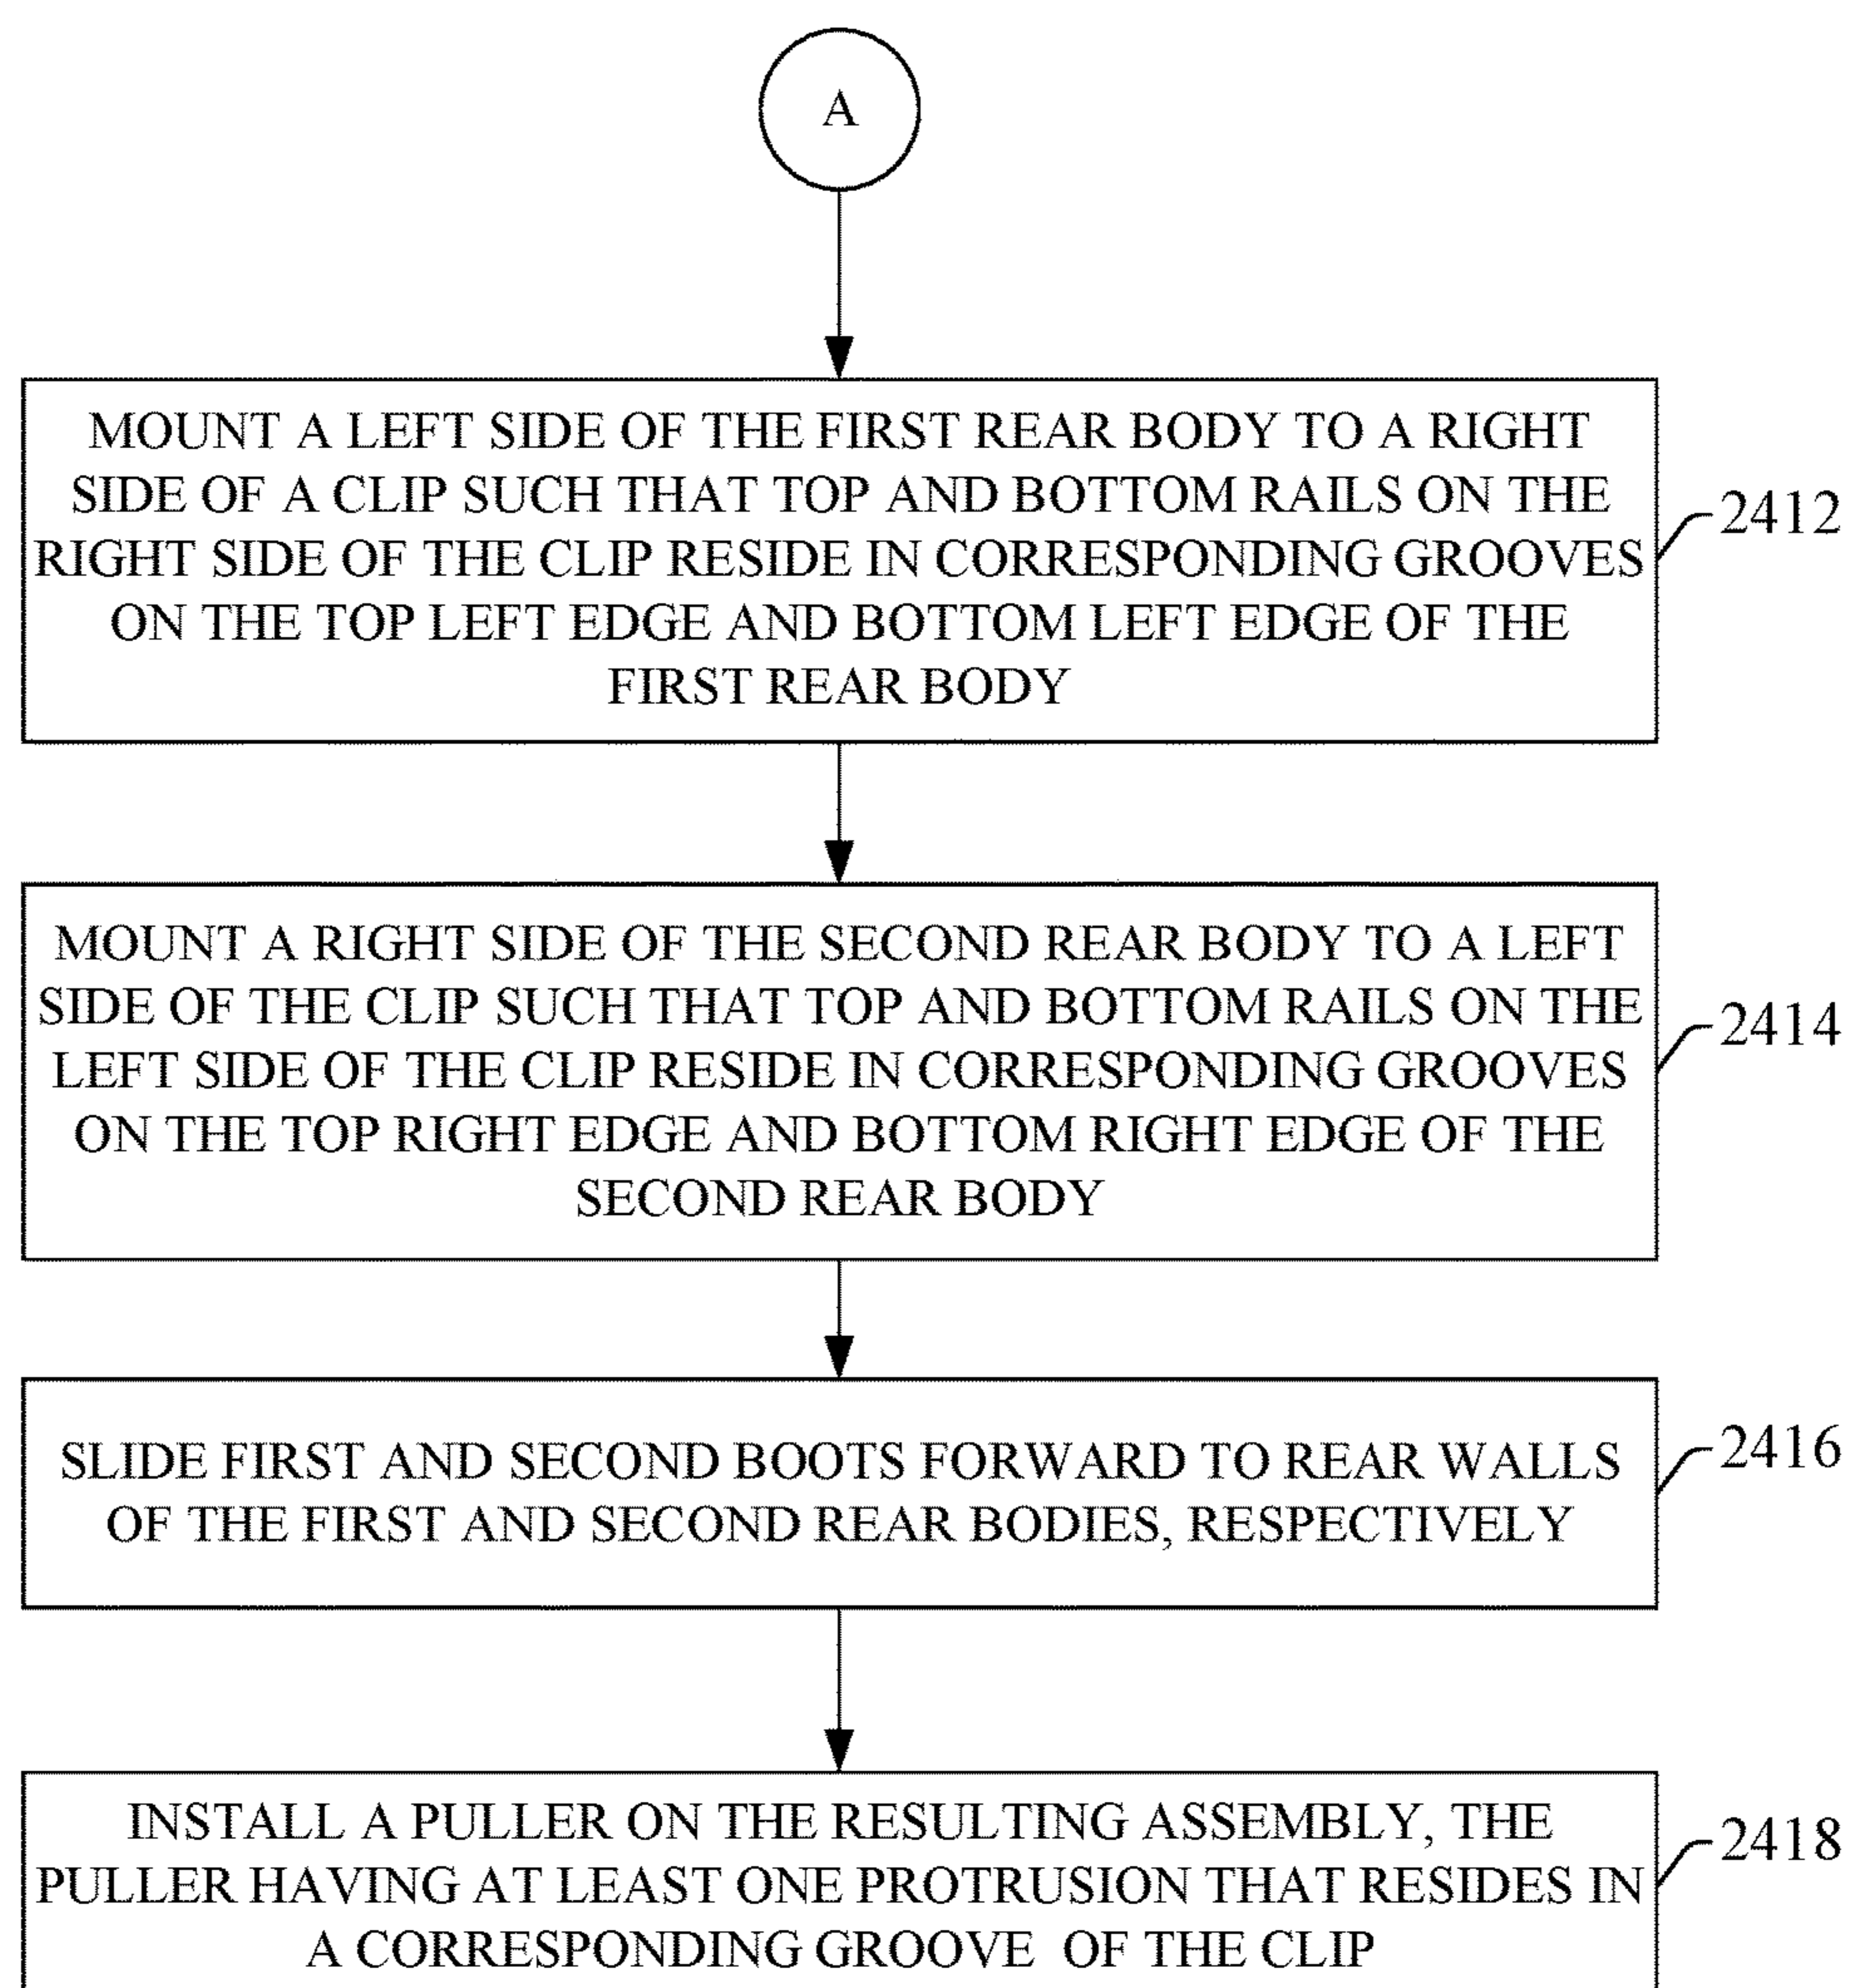 A
MOUNT A LEFT SIDE OF THE FIRST REAR BODY TO A RIGHT
SIDE OF A CLIP SUCH THAT TOP AND BOTTOM RAILS ON THE
RIGHT SIDE OF THE CLIP RESIDE IN CORRESPONDING GROOVES
ON THE TOP LEFT EDGE AND BOTTOM LEFT EDGE OF THE
FIRST REAR BODY
2412
MOUNT A RIGHT SIDE OF THE SECOND REAR BODY TO A LEFT
SIDE OF THE CLIP SUCH THAT TOP AND BOTTOM RAILS ON THE
LEFT SIDE OF THE CLIP RESIDE IN CORRESPONDING GROOVES
ON THE TOP RIGHT EDGE AND BOTTOM RIGHT EDGE OF THE
SECOND REAR BODY
2414
SLIDE FIRST AND SECOND BOOTS FORWARD TO REAR WALLS
OF THE FIRST AND SECOND REAR BODIES, RESPECTIVELY
2416
INSTALL A PULLER ON THE RESULTING ASSEMBLY, THE
PULLER HAVING AT LEAST ONE PROTRUSION THAT RESIDES IN
A CORRESPONDING GROOVE OF THE CLIP
2418